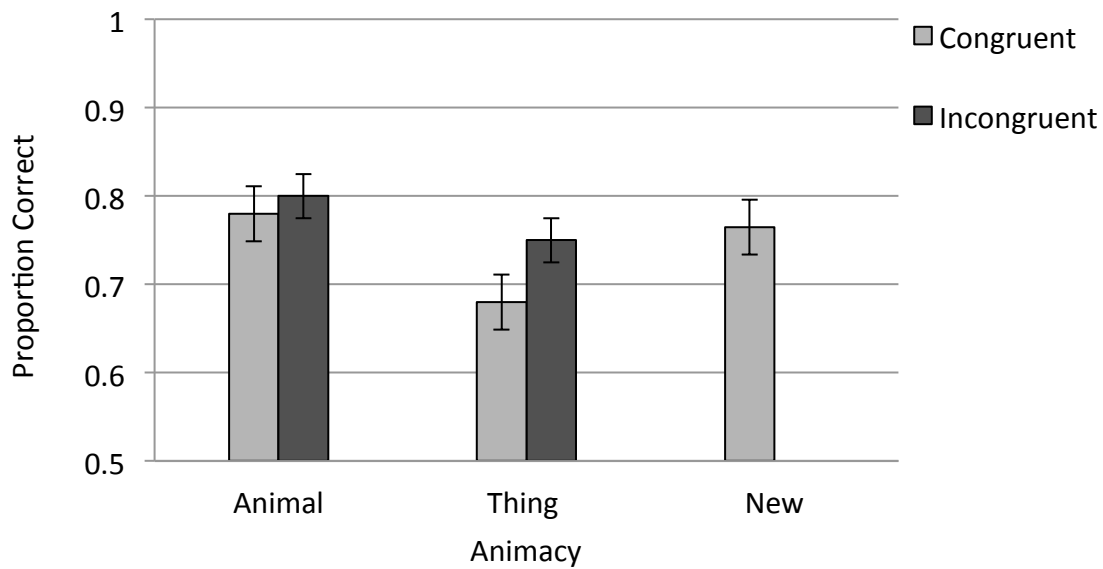 1
0.9
0.8
0.7
0.6
0.5
Proportion Correct
Animal
Thing
New
Animacy
Congruent
Incongruent